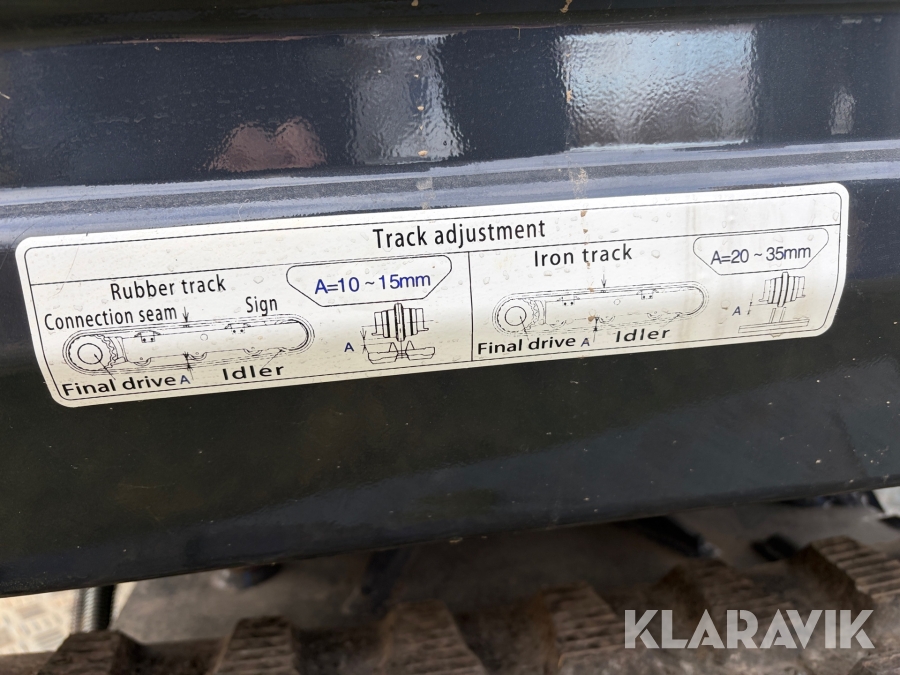 Track adjustment
Rubber track
A=10 ~ 15mm
Connection seam
Sign
A
Final drive A
Idler
Iron track
A=20 ~ 35mm
A
Final drive A
Idler
KLARAVIK